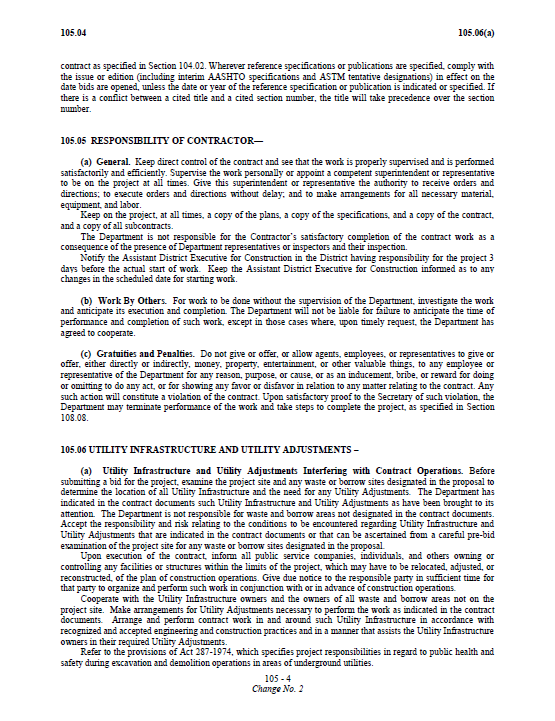 105.04 105.06(a)
contract as specified in Section 104.02. Wherever reference specifications or publications are specified, comply with
the issue or edition (including interim AASHTO specifications and ASTM tentative designations) in effect on the
date bids are opened, unless the date or year of the reference specification or publication is indicated or specified. If
there is a conflict between a cited title and a cited section number, the title will take precedence over the section
number.
105.05 RESPONSIBILITY OF CONTRACTOR—
(a) General. Keep direct control of the contract and see that the work is properly supervised and is performed
satisfactorily and efficiently. Supervise the work personally or appoint a competent superintendent or representative
to be on the project at all times. Give this superintendent or representative the authority to receive orders and
directions; to execute orders and directions without delay; and to make arrangements for all necessary material,
equipment, and labor.
Keep on the project, at all times, a copy of the plans, a copy of the specifications, and a copy of the contract,
and a copy of all subcontracts.
The Department is not responsible for the Contractor's satisfactory completion of the contract work as a
consequence of the presence of Department representatives or inspectors and their inspection.
Notify the Assistant District Executive for Construction in the District having responsibility for the project 3
days before the actual start of work. Keep the Assistant District Executive for Construction informed as to any
changes in the scheduled date for starting work.
(b) Work By Others. For work to be done without the supervision of the Department, investigate the work
and anticipate its execution and completion. The Department will not be liable for failure to anticipate the time of
performance and completion of such work, except in those cases where, upon timely request, the Department has
agreed to cooperate.
(c) Gratuities and Penalties. Do not give or offer, or allow agents, employees, or representatives to give or
offer, either directly or indirectly, money, property, entertainment, or other valuable things, to any employee or
representative of the Department for any reason, purpose, or cause, or as an inducement, bribe, or reward for doing
or omitting to do any act, or for showing any favor or disfavor in relation to any matter relating to the contract. Any
such action will constitute a violation of the contract. Upon satisfactory proof to the Secretary of such violation, the
Department may terminate performance of the work and take steps to complete the project, as specified in Section
108.08.
105.06 UTILITY INFRASTRUCTURE AND UTILITY ADJUSTMENTS –
(a) Utility Infrastructure and Utility Adjustments Interfering with Contract Operations. Before
submitting a bid for the project, examine the project site and any waste or borrow sites designated in the proposal to
determine the location of all Utility Infrastructure and the need for any Utility Adjustments. The Department has
indicated in the contract documents such Utility Infrastructure and Utility Adjustments as have been brought to its
attention. The Department is not responsible for waste and borrow areas not designated in the contract documents.
Accept the responsibility and risk relating to the conditions to be encountered regarding Utility Infrastructure and
Utility Adjustments that are indicated in the contract documents or that can be ascertained from a careful pre-bid
examination of the project site for any waste or borrow sites designated in the proposal.
Upon execution of the contract, inform all public service companies, individuals, and others owning or
controlling any facilities or structures within the limits of the project, which may have to be relocated, adjusted, or
reconstructed, of the plan of construction operations. Give due notice to the responsible party in sufficient time for
that party to organize and perform such work in conjunction with or in advance of construction operations.
Cooperate with the Utility Infrastructure owners and the owners of all waste and borrow areas not on the
project site. Make arrangements for Utility Adjustments necessary to perform the work as indicated in the contract
documents. Arrange and perform contract work in and around such Utility Infrastructure in accordance with
recognized and accepted engineering and construction practices and in a manner that assists the Utility Infrastructure
owners in their required Utility Adjustments.
Refer to the provisions of Act 287-1974, which specifies project responsibilities in regard to public health and
safety during excavation and demolition operations in areas of underground utilities.
105 - 4
Change No. 2